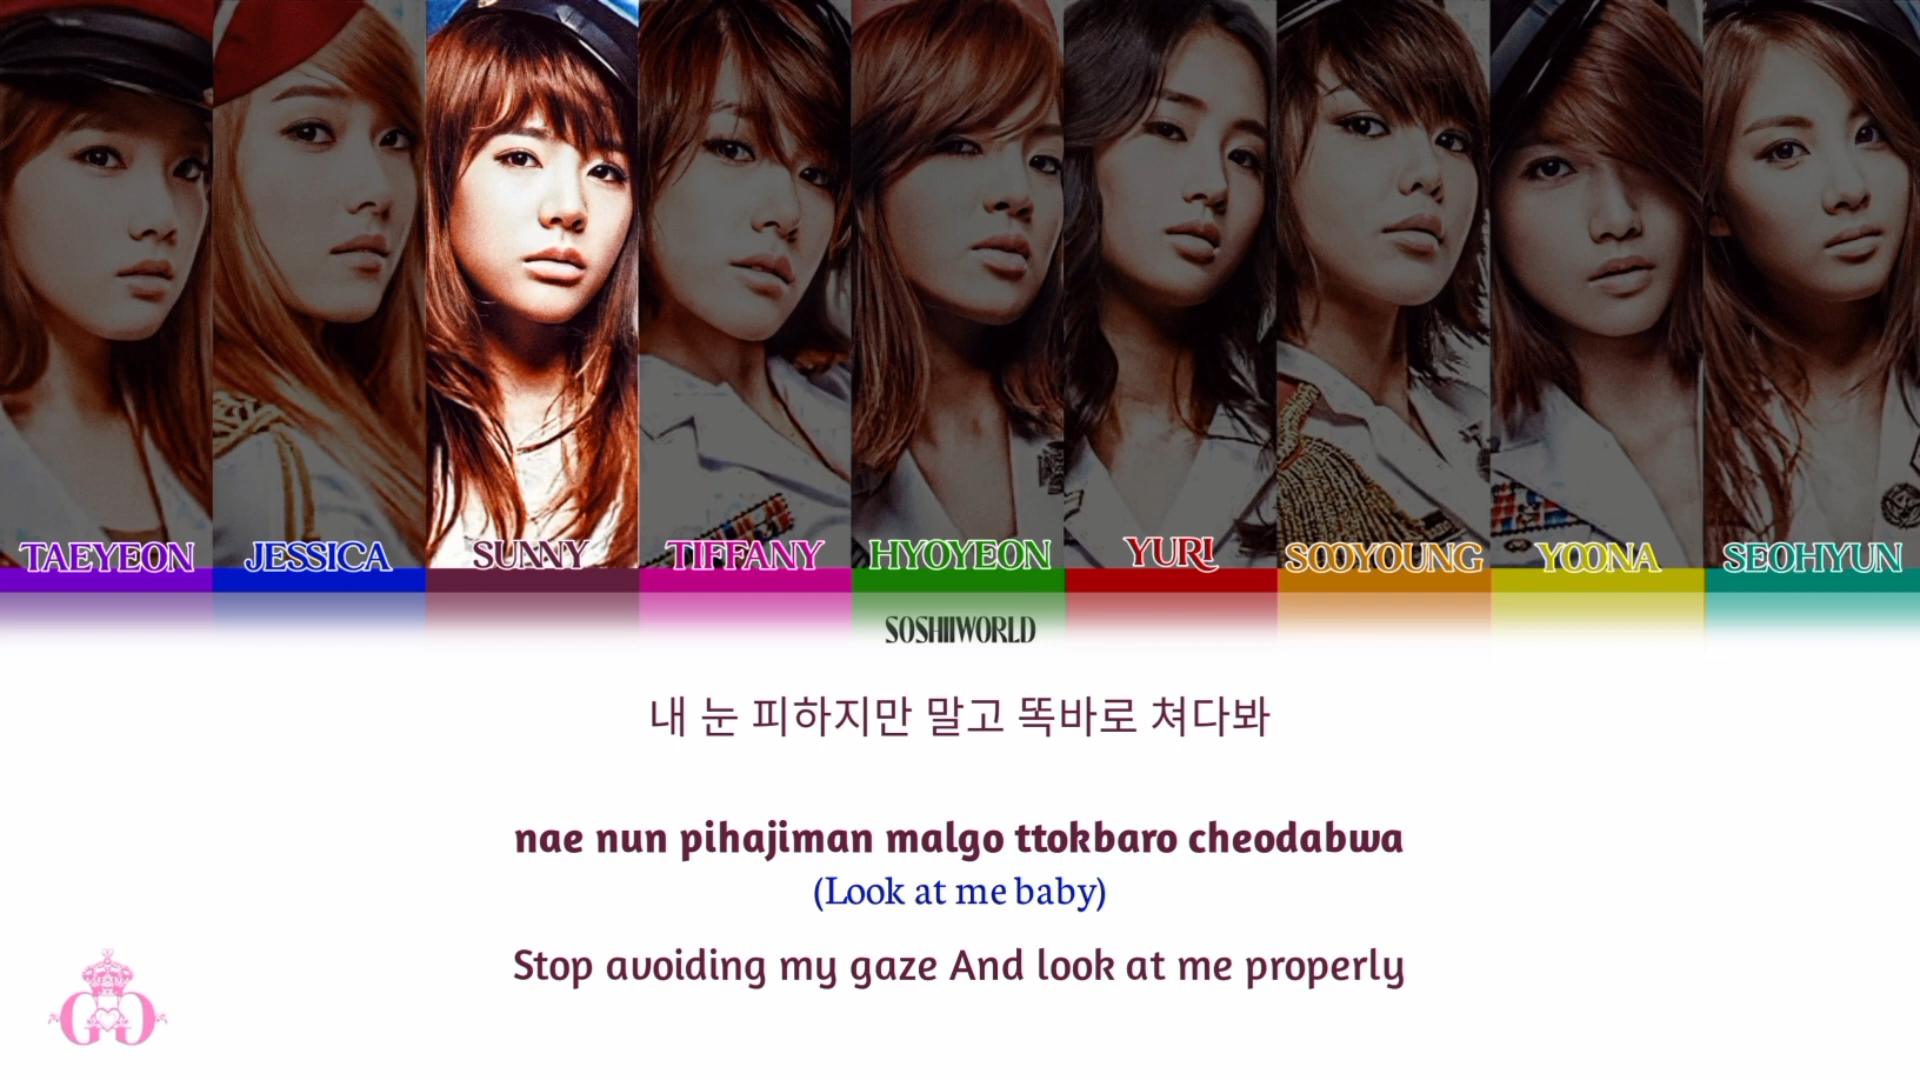 TAEYEON JESSICA SUNNY TIFFANY HYOYEON YURI SOOYOUNG YOONA SEOHYUN
SOSHIIWORLD
내 눈 피하지만 말고 똑바로 쳐다봐
nae nun pihajiman malgo ttokbaro cheodabwa
(Look at me baby)
Stop avoiding my gaze And look at me properly
GG